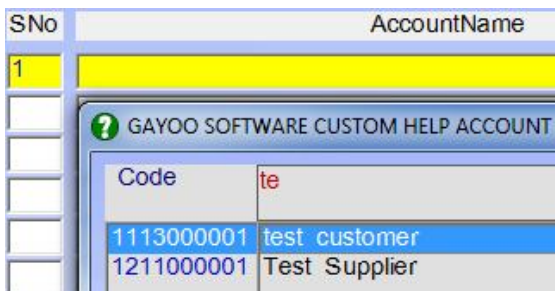 SNo AccountName
1
GAYOO SOFTWARE CUSTOM HELP ACCOUNT
Code te
1113000001 test customer
1211000001 Test Supplier